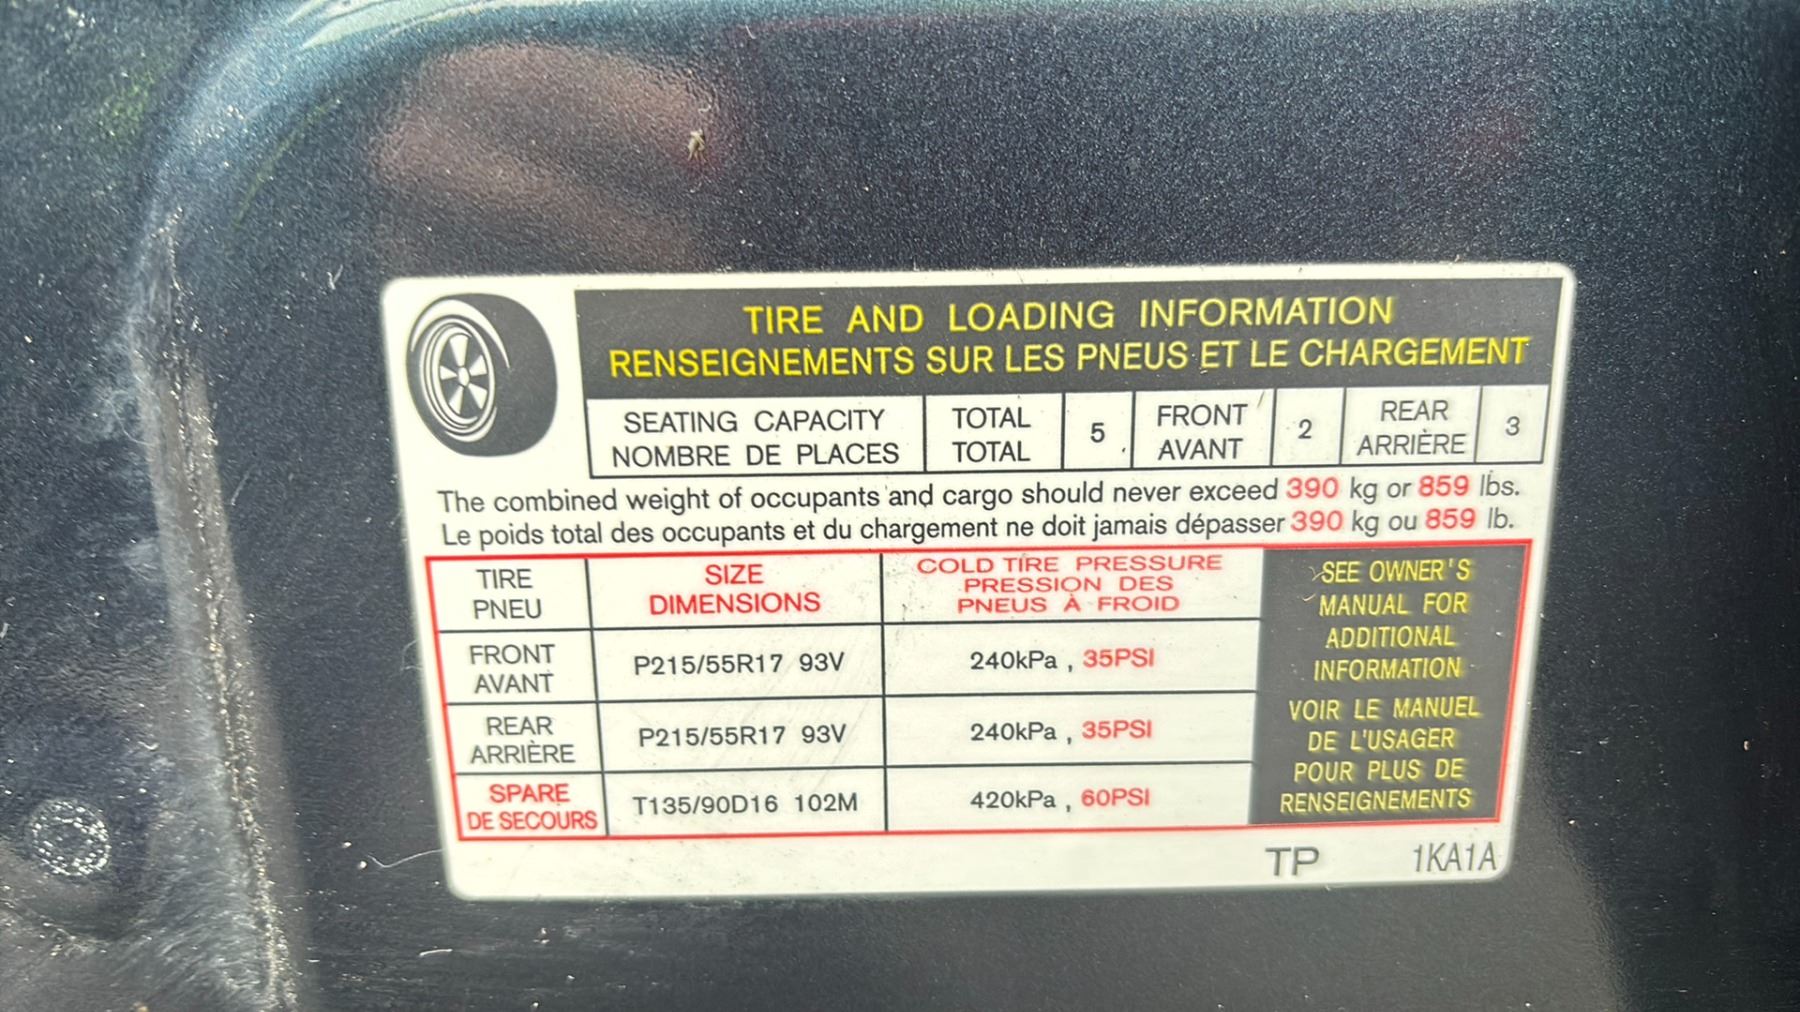 TIRE AND LOADING INFORMATION
RENSEIGNEMENTS SUR LES PNEUS ET LE CHARGEMENT
SEATING CAPACITY TOTAL 5 FRONT 2 REAR 3
NOMBRE DE PLACES TOTAL AVANT ARRIÈRE
The combined weight of occupants and cargo should never exceed 390 kg or 859 lbs.
Le poids total des occupants et du chargement ne doit jamais dépasser 390 kg ou 859 lb.
TIRE SIZE COLD TIRE PRESSURE
PNEU DIMENSIONS PRESSION DES
PNEUS À FROID
FRONT P215/55R17 93V 240kPa , 35PSI
AVANT
REAR P215/55R17 93V 240kPa , 35PSI
ARRIÈRE
SPARE T135/90D16 102M 420kPa , 60PSI
DE SECOURS
SEE OWNER'S
MANUAL FOR
ADDITIONAL
INFORMATION
VOIR LE MANUEL
DE L'USAGER
POUR PLUS DE
RENSEIGNEMENTS
TP 1KA1A